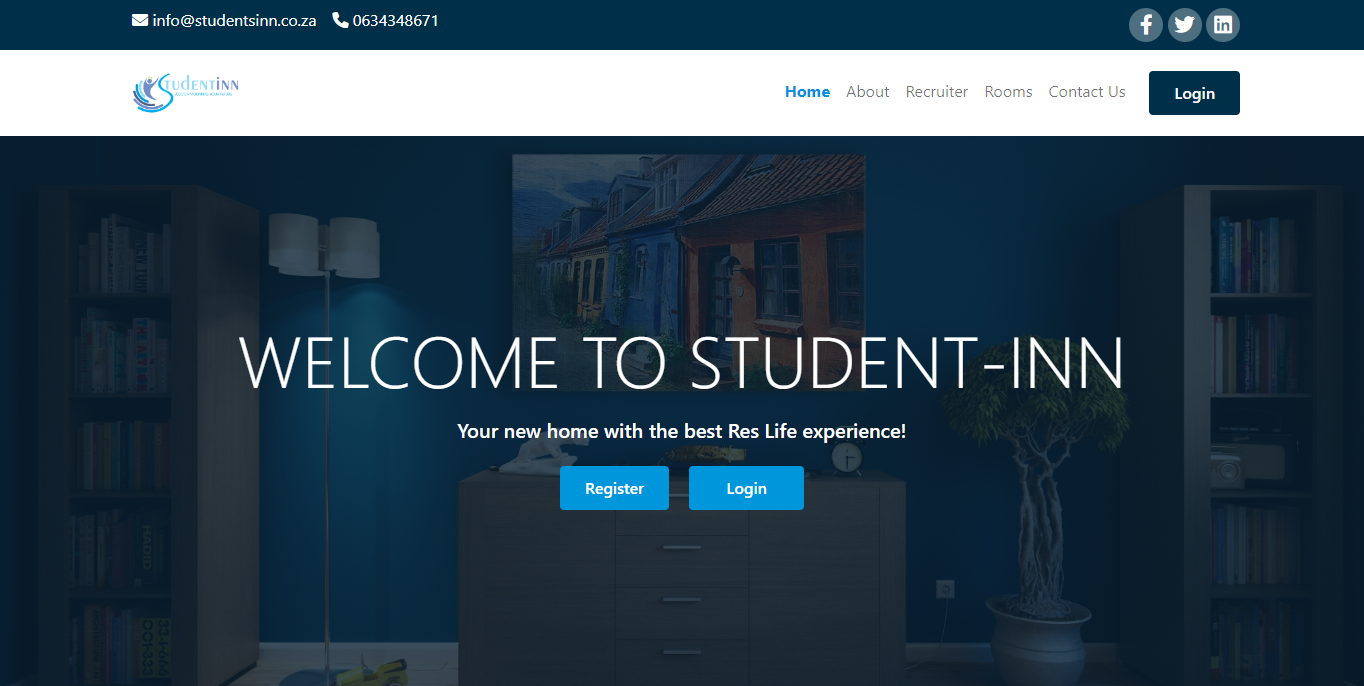 info@studentsinn.co.za 0634348671
STUDENTINN
Home About Recruiter Rooms Contact Us Login
WELCOME TO STUDENT-INN
Your new home with the best Res Life experience!
Register Login